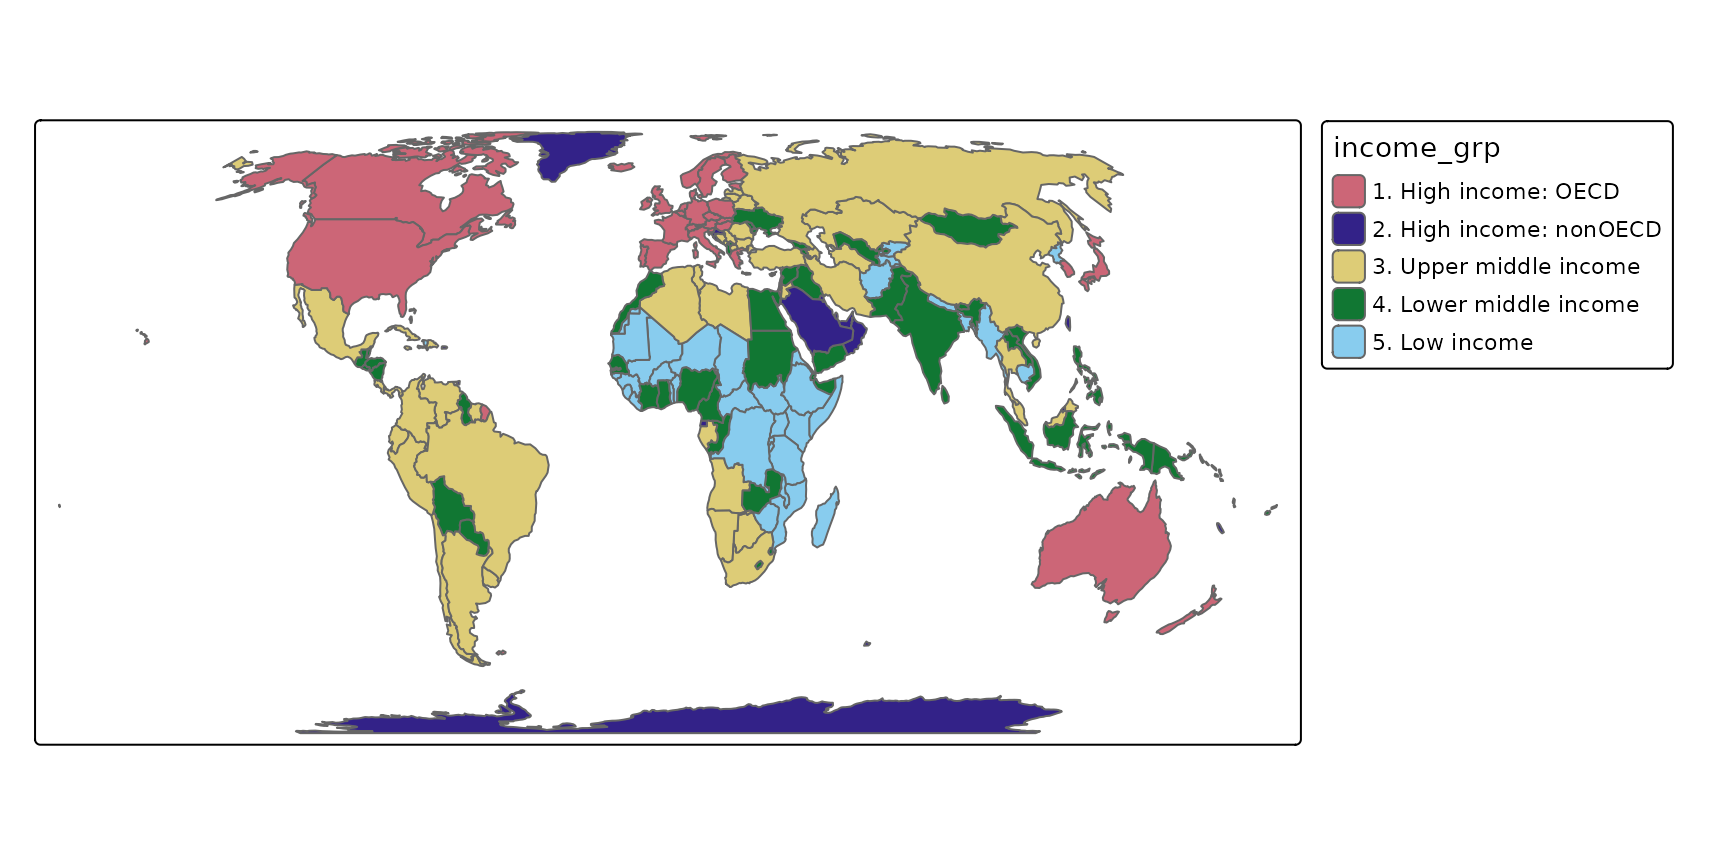 income_grp
1. High income: OECD
2. High income: nonOECD
3. Upper middle income
4. Lower middle income
5. Low income